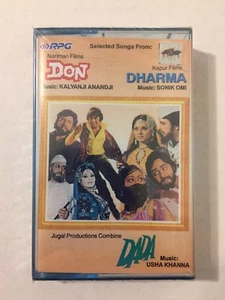 RPG
Selected Songs From:
Nariman Films
DON
Music: KALYANJI ANANDJI
Kapur Films
DHARMA
Music: SONIK OMI
Jugal Productions Combine
DADA
Music:
USHA KHANNA